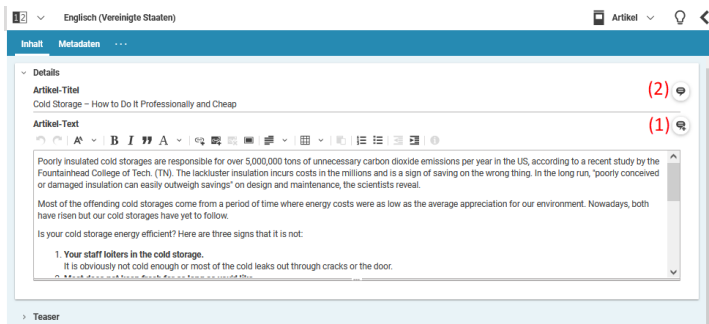 12 Englisch (Vereinigte Staaten) Artikel
Inhalt Metadaten ...
Details
Artikel-Titel
(2)
Cold Storage – How to Do It Professionally and Cheap
Artikel-Text
(1)
Poorly insulated cold storages are responsible for over 5,000,000 tons of unnecessary carbon dioxide emissions per year in the US, according to a recent study by the
Fountainhead College of Tech. (TN). The lackluster insulation incurs costs in the millions and is a sign of saving on the wrong thing. In the long run, "poorly conceived
or damaged insulation can easily outweigh savings" on design and maintenance, the scientists reveal.
Most of the offending cold storages come from a period of time where energy costs were as low as the average appreciation for our environment. Nowadays, both
have risen but our cold storages have yet to follow.
Is your cold storage energy efficient? Here are three signs that it is not:
1. Your staff loiters in the cold storage.
It is obviously not cold enough or most of the cold leaks out through cracks or the door.
Teaser